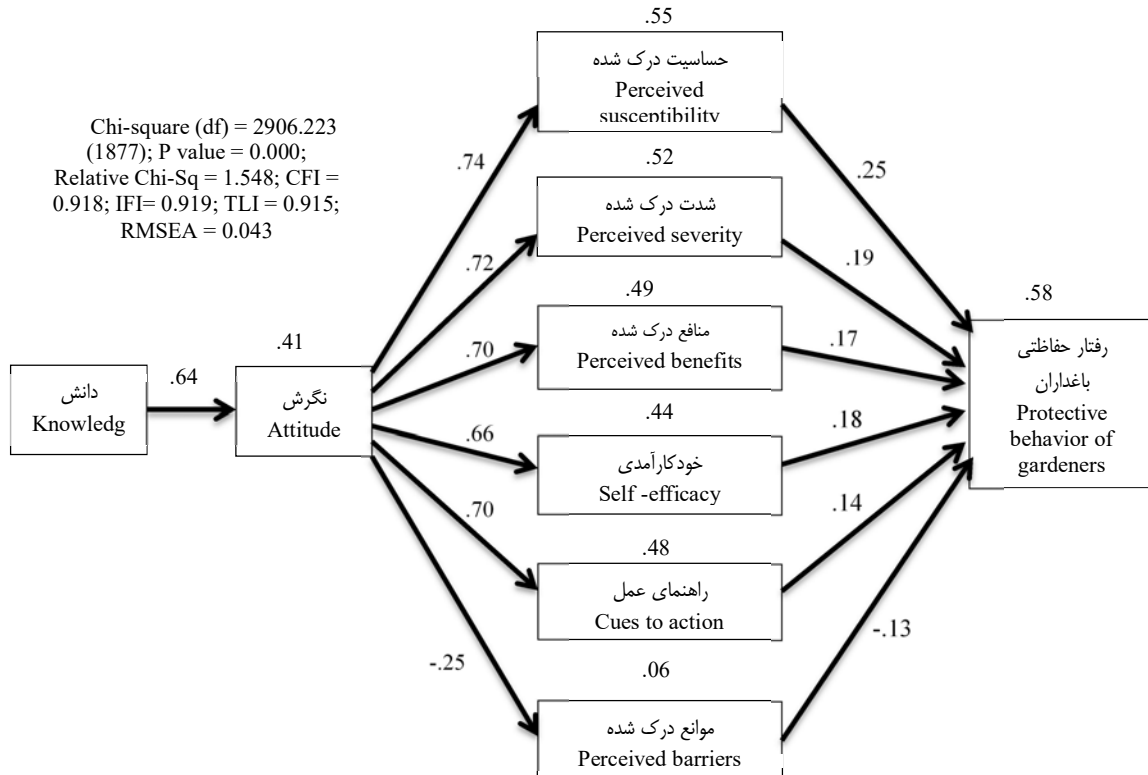 Chi-square (df) = 2906.223
(1877); P value = 0.000;
Relative Chi-Sq = 1.548; CFI =
0.918; IFI= 0.919; TLI = 0.915;
RMSEA = 0.043
دانش
Knowledg
.64
.41
نگرش
Attitude
.74
.72
.70
.66
.70
-.25
.55
حساسیت درک شده
Perceived
susceptibility
.52
شدت درک شده
Perceived severity
.49
منافع درک شده
Perceived benefits
.44
خودکارآمدی
Self -efficacy
.48
راهنمای عمل
Cues to action
.06
موانع درک شده
Perceived barriers
.25
.19
.17
.18
.14
-.13
.58
رفتار حفاظتی
باغداران
Protective
behavior of
gardeners